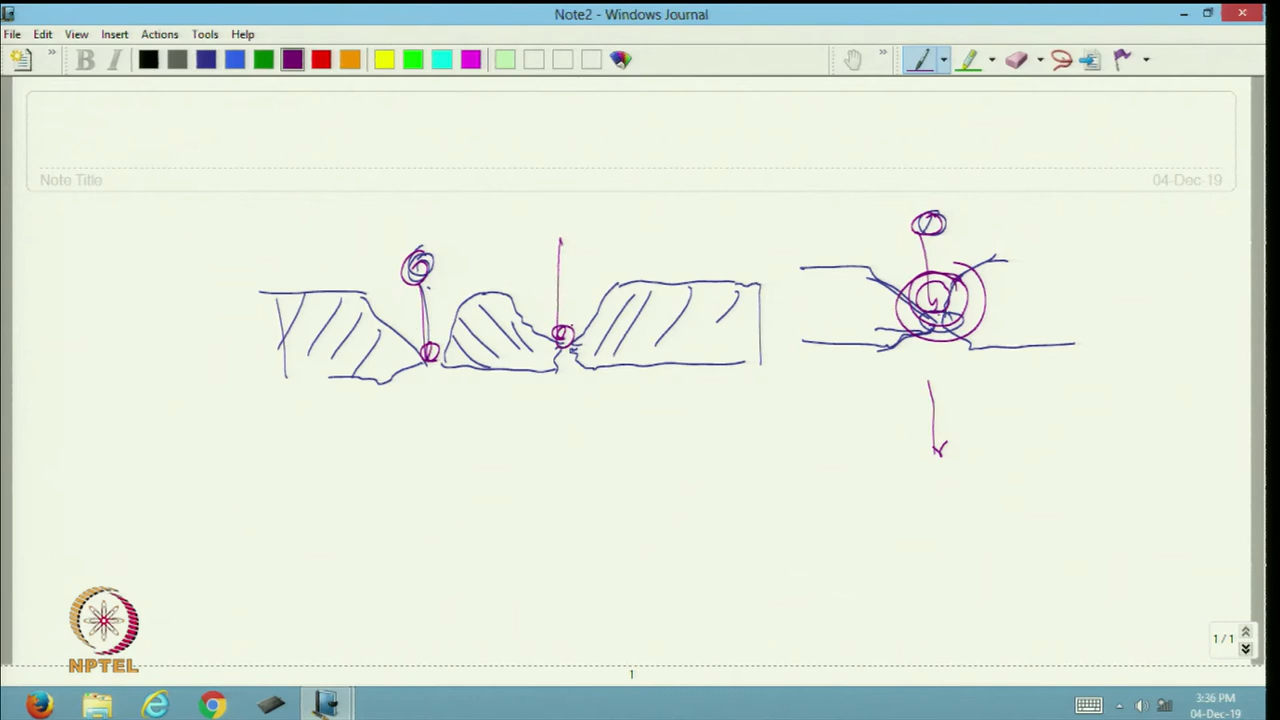 Note2 - Windows Journal
File Edit View Insert Actions Tools Help
B I
Note Title
04-Dec-19
1 / 1
NPTEL
1
3:36 PM
04-Dec-19